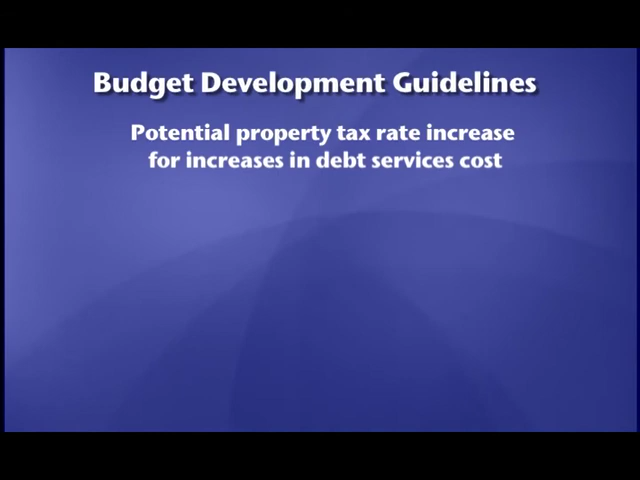 Budget Development Guidelines
Potential property tax rate increase
for increases in debt services cost